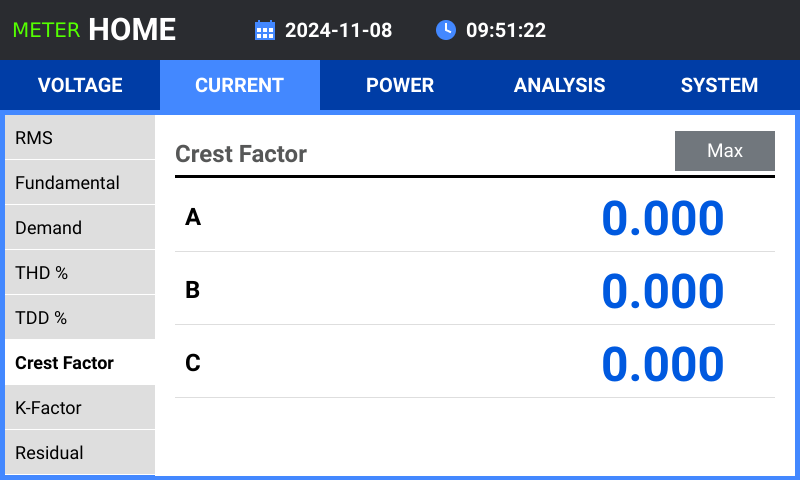 METER HOME 2024-11-08 09:51:22
VOLTAGE CURRENT POWER ANALYSIS SYSTEM
RMS
Fundamental
Demand
THD %
TDD %
Crest Factor
K-Factor
Residual
Crest Factor Max
A 0.000
B 0.000
C 0.000